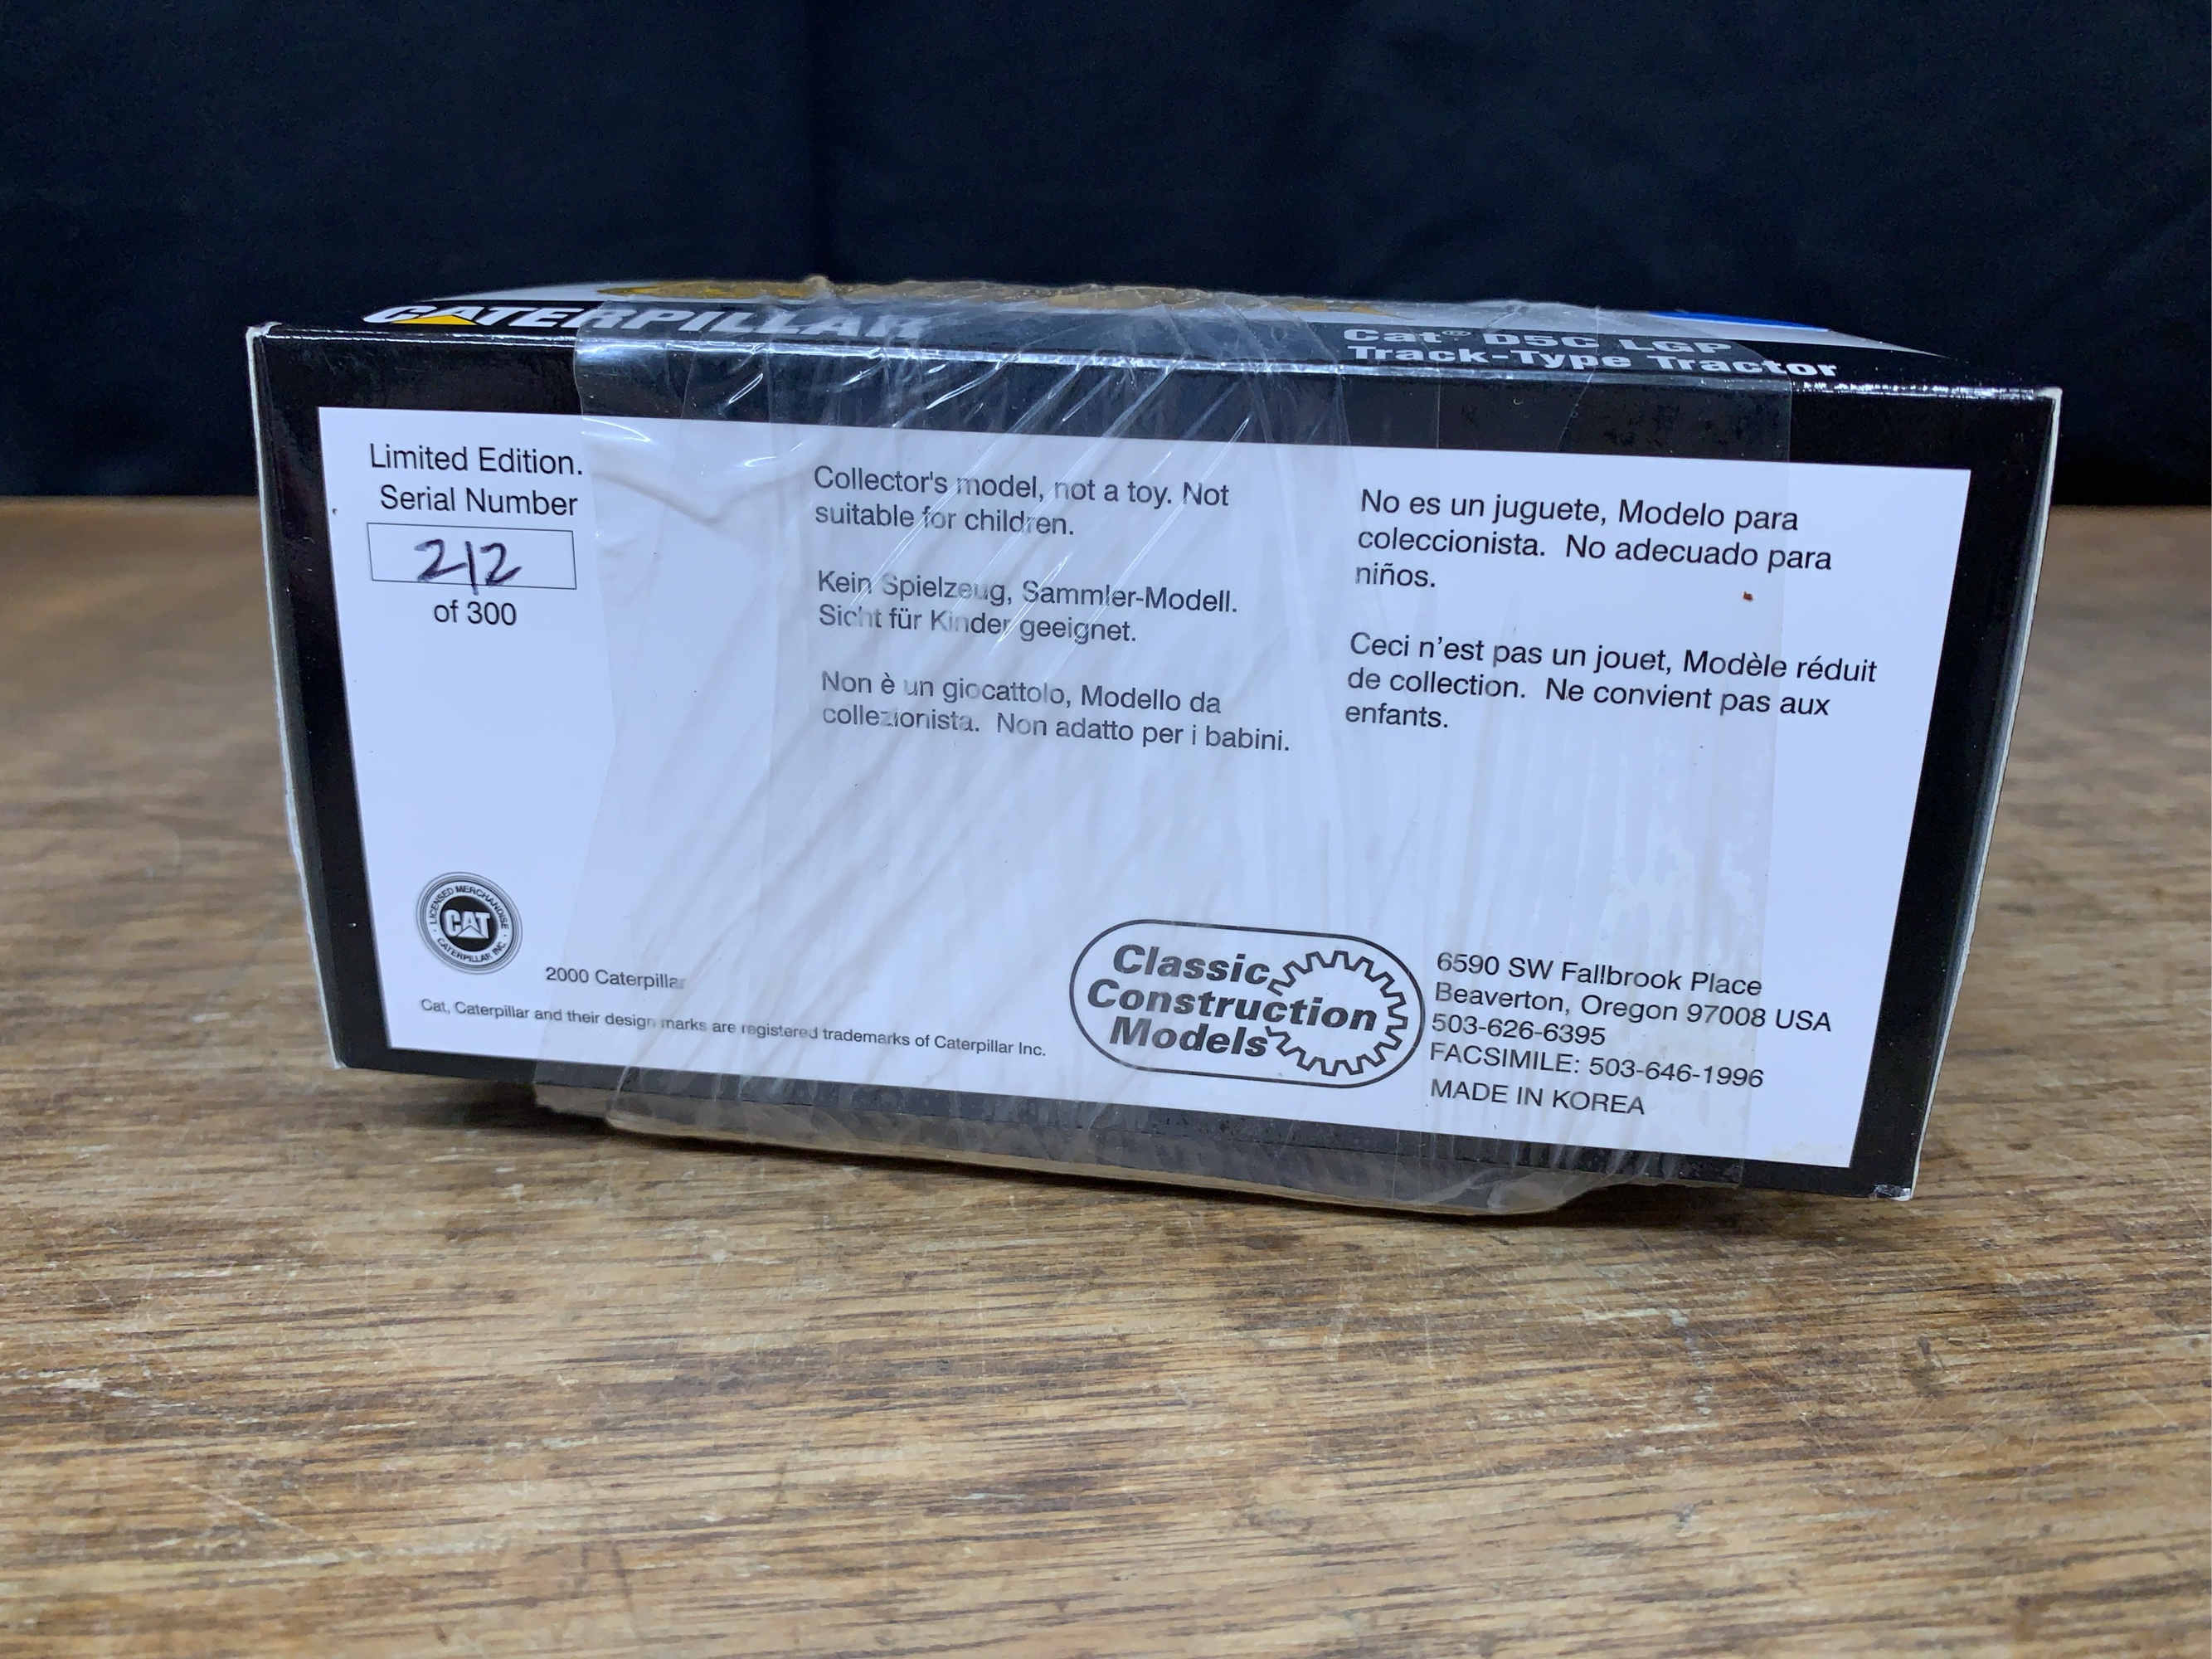 CATERPILLAR
Cat® D5C LGP
Track-Type Tractor
Limited Edition.
Serial Number
212
of 300
Collector's model, not a toy. Not
suitable for children.
Kein Spielzeug, Sammler-Modell.
Sicht für Kinder geeignet.
Non è un giocattolo, Modello da
collezionista. Non adatto per i babini.
No es un juguete, Modelo para
coleccionista. No adecuado para
niños.
Ceci n'est pas un jouet, Modèle réduit
de collection. Ne convient pas aux
enfants.
LICENSED MERCHANDISE
CAT
CATERPILLAR INC.
2000 Caterpillar
Cat, Caterpillar and their design marks are registered trademarks of Caterpillar Inc.
Classic
Construction
Models
6590 SW Fallbrook Place
Beaverton, Oregon 97008 USA
503-626-6395
FACSIMILE: 503-646-1996
MADE IN KOREA